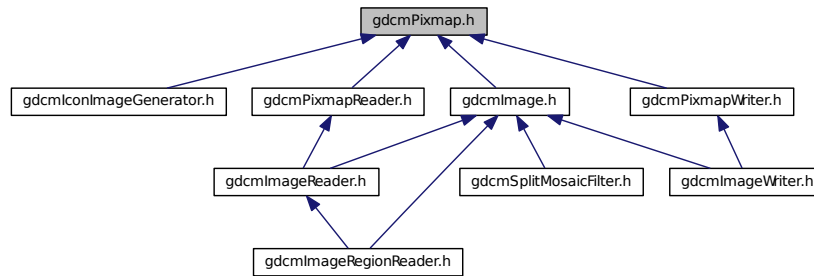 gdcmPixmap.h
gdcmIconImageGenerator.h
gdcmPixmapReader.h
gdcmImage.h
gdcmPixmapWriter.h
gdcmImageReader.h
gdcmSplitMosaicFilter.h
gdcmImageWriter.h
gdcmImageRegionReader.h